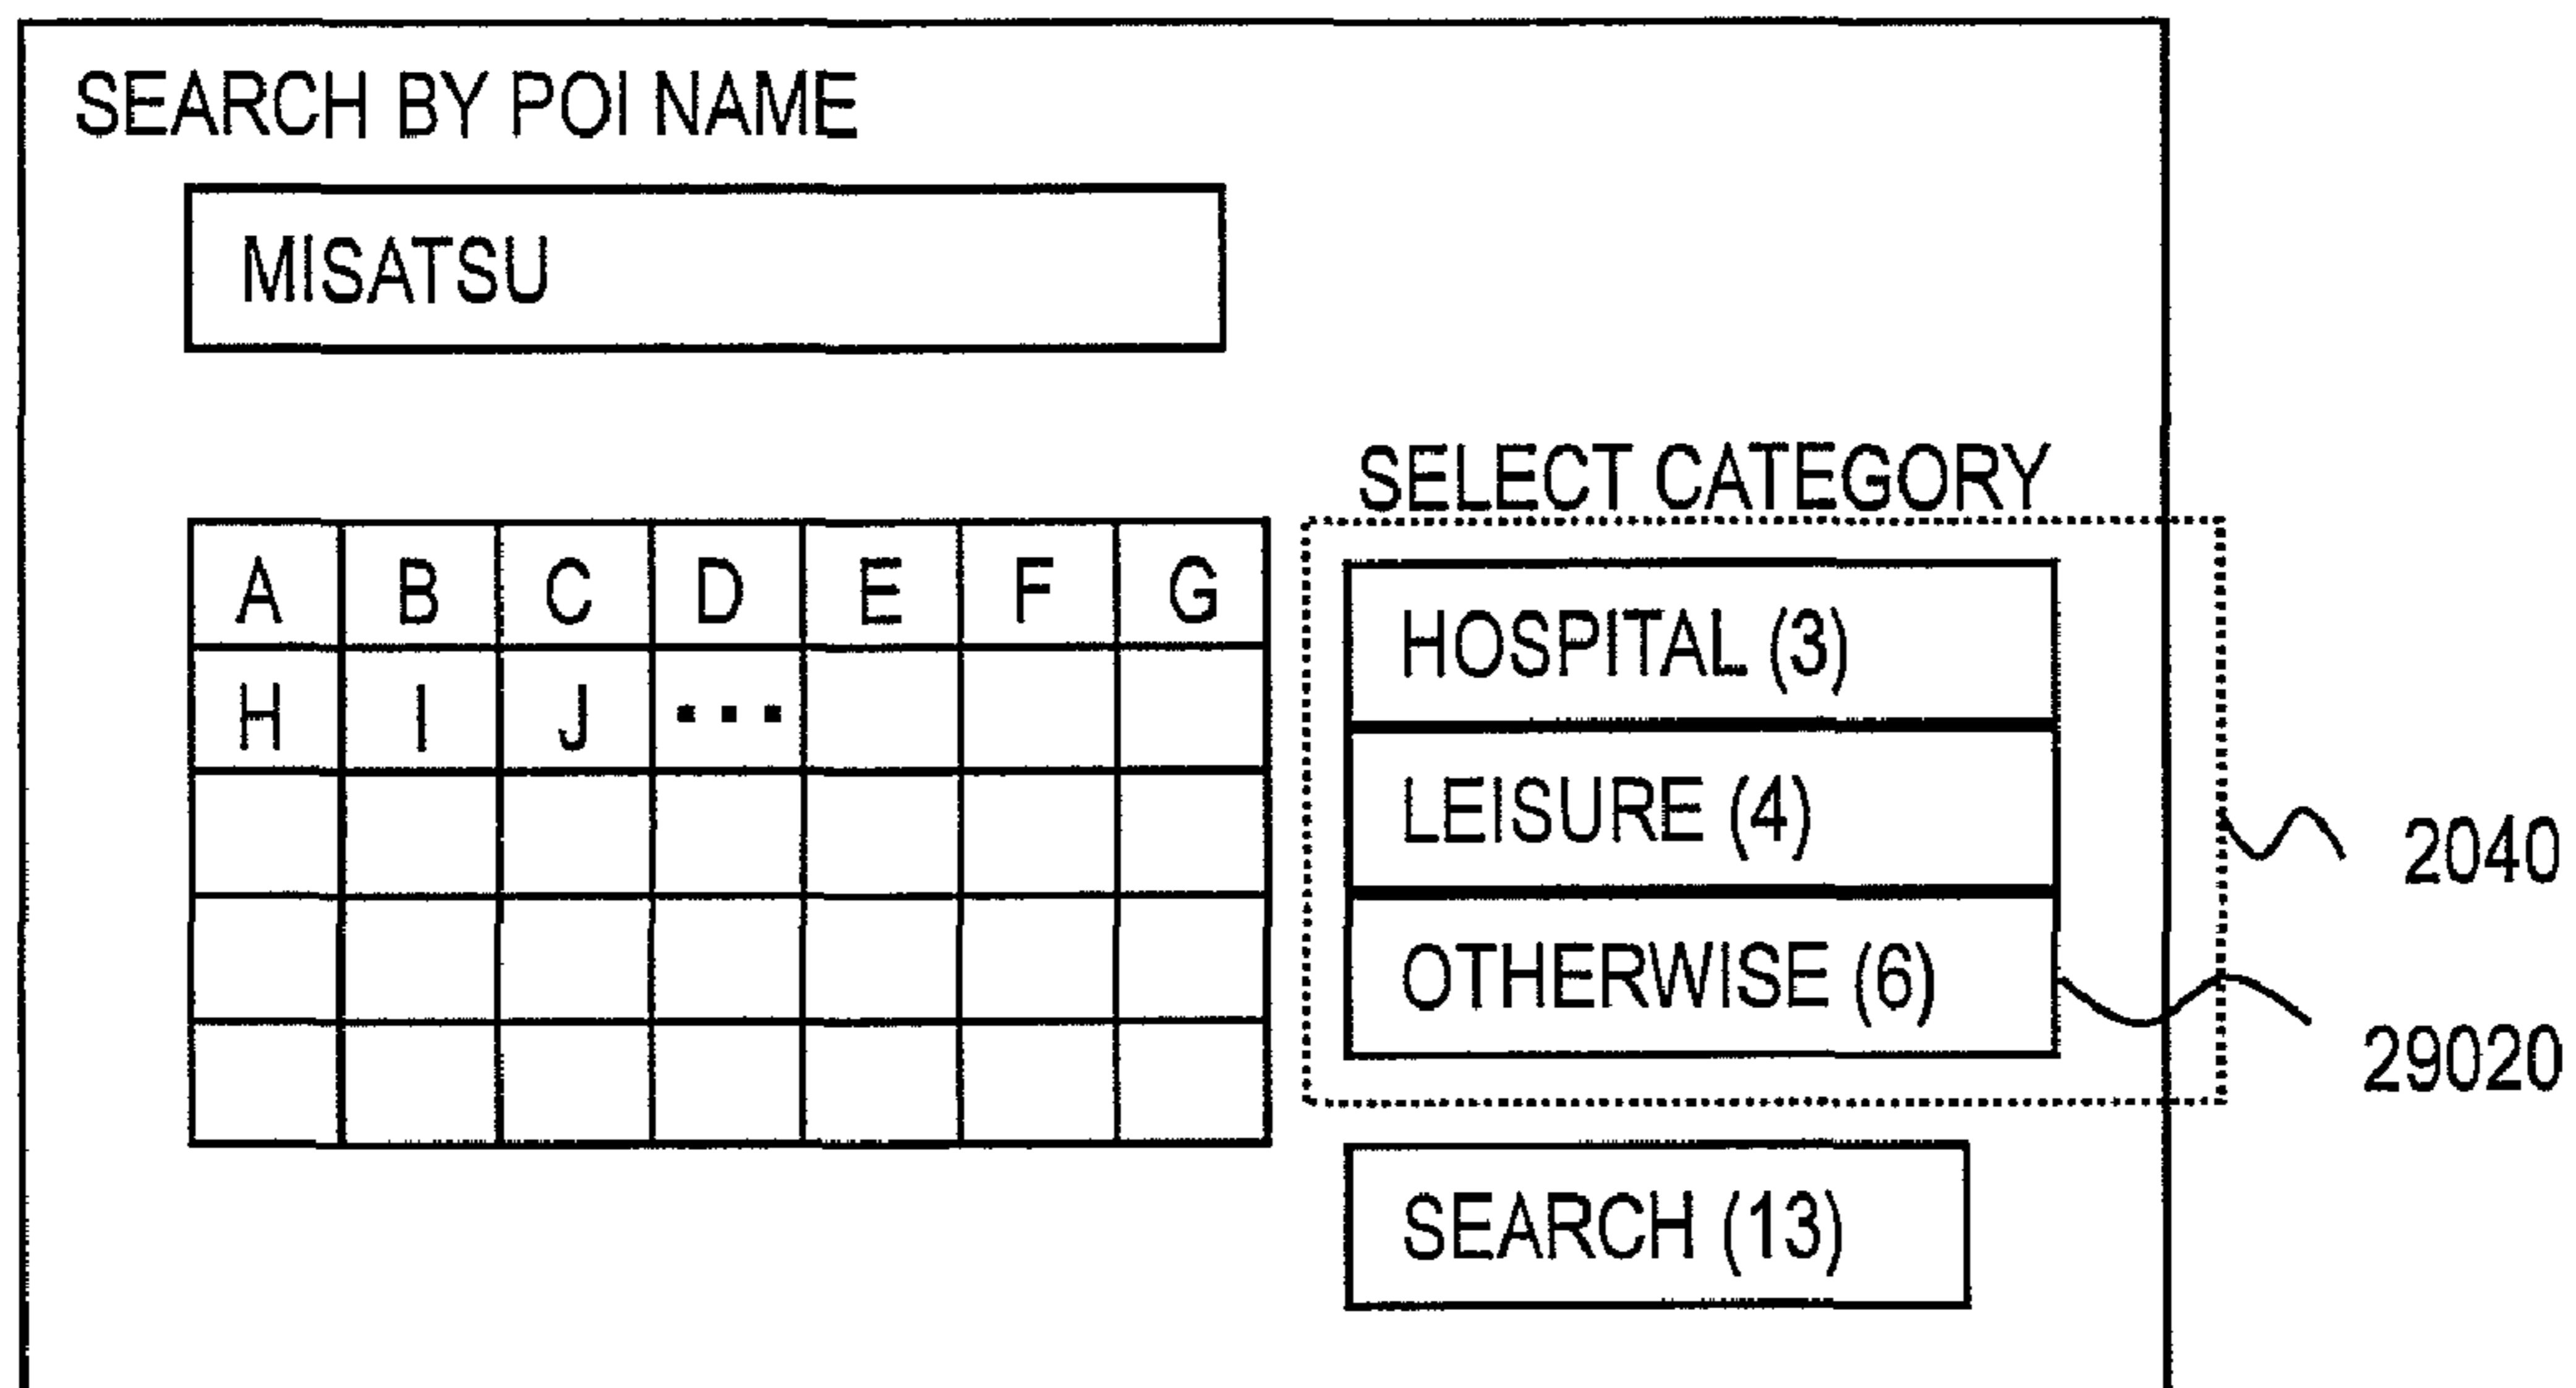 SEARCH BY POI NAME
MISATSU
SELECT CATEGORY
A B C D E F G
H I J ...
HOSPITAL (3)
LEISURE (4)
OTHERWISE (6)
SEARCH (13)
2040
29020